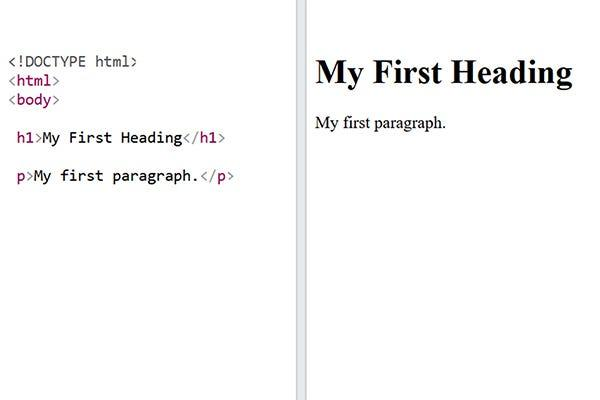 <!DOCTYPE html>
<html>
<body>
h1>My First Heading</h1>
p>My first paragraph.</p>
My First Heading
My first paragraph.